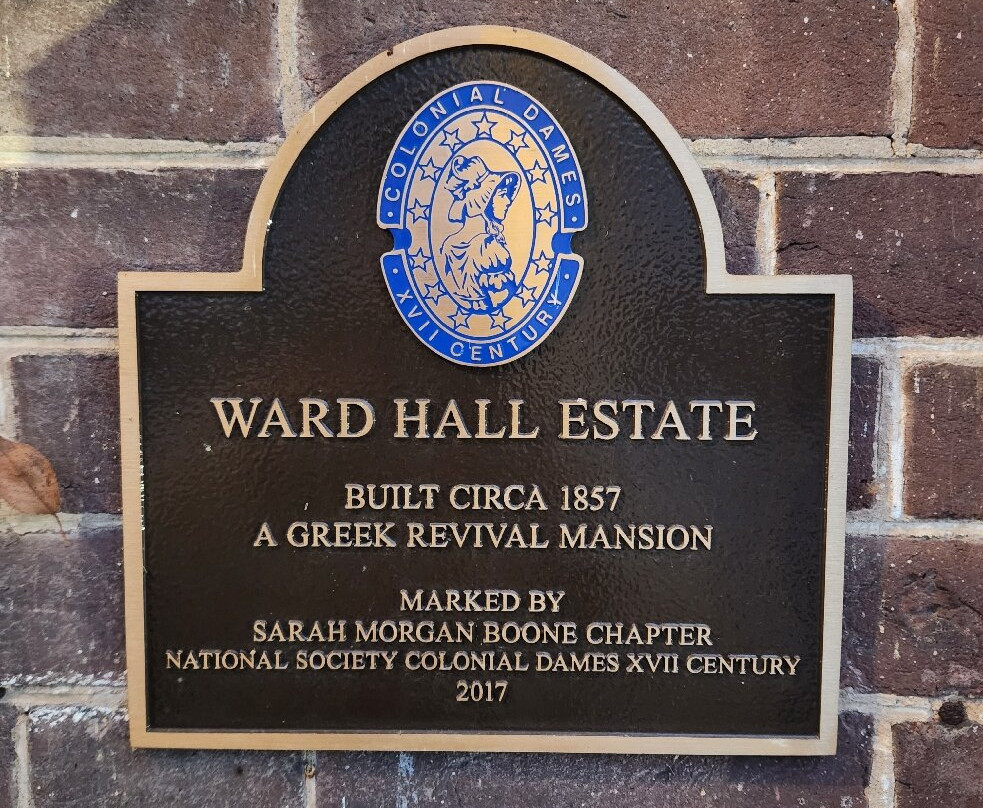 COLONIAL DAMES
XVII CENTURY
WARD HALL ESTATE
BUILT CIRCA 1857
A GREEK REVIVAL MANSION
MARKED BY
SARAH MORGAN BOONE CHAPTER
NATIONAL SOCIETY COLONIAL DAMES XVII CENTURY
2017